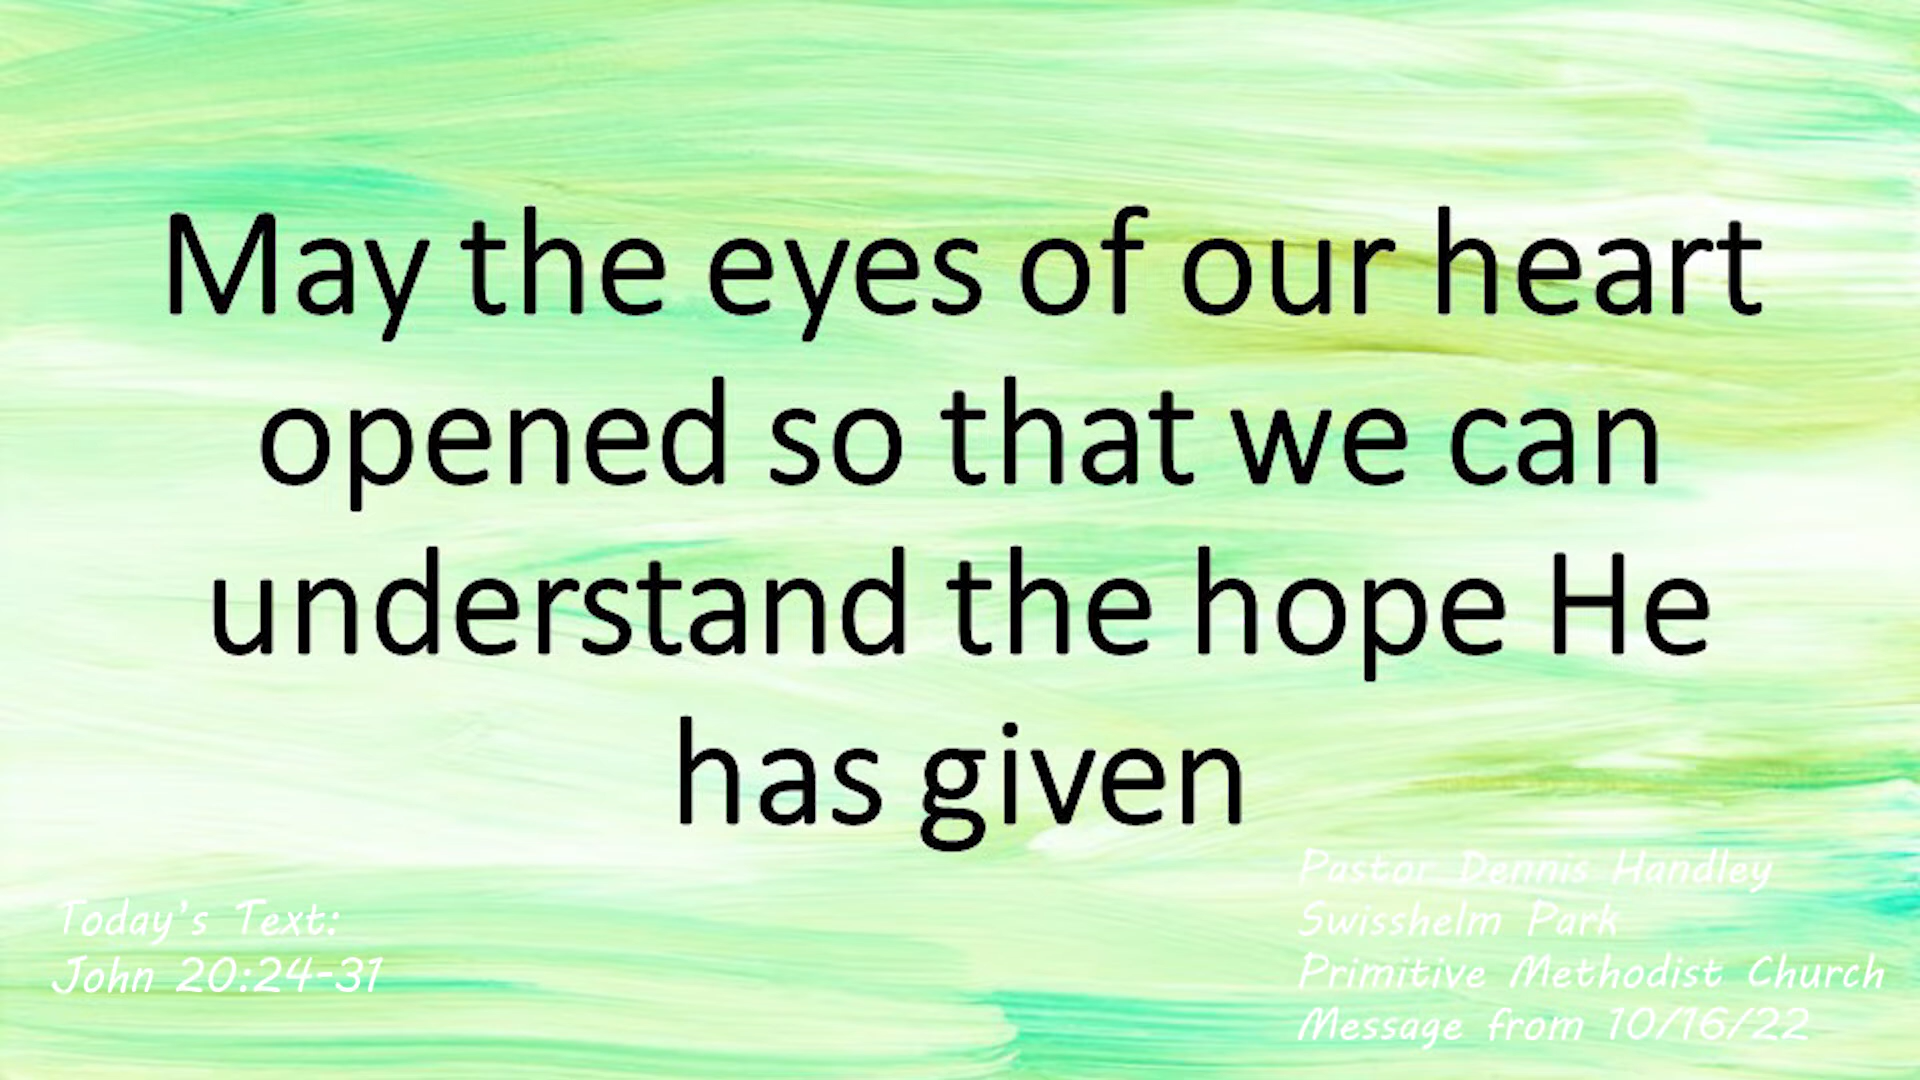 May the eyes of our heart
opened so that we can
understand the hope He
has given
Today's Text:
John 20:24-31
Pastor Dennis Handley
Swisshelm Park
Primitive Methodist Church
Message from 10/16/22